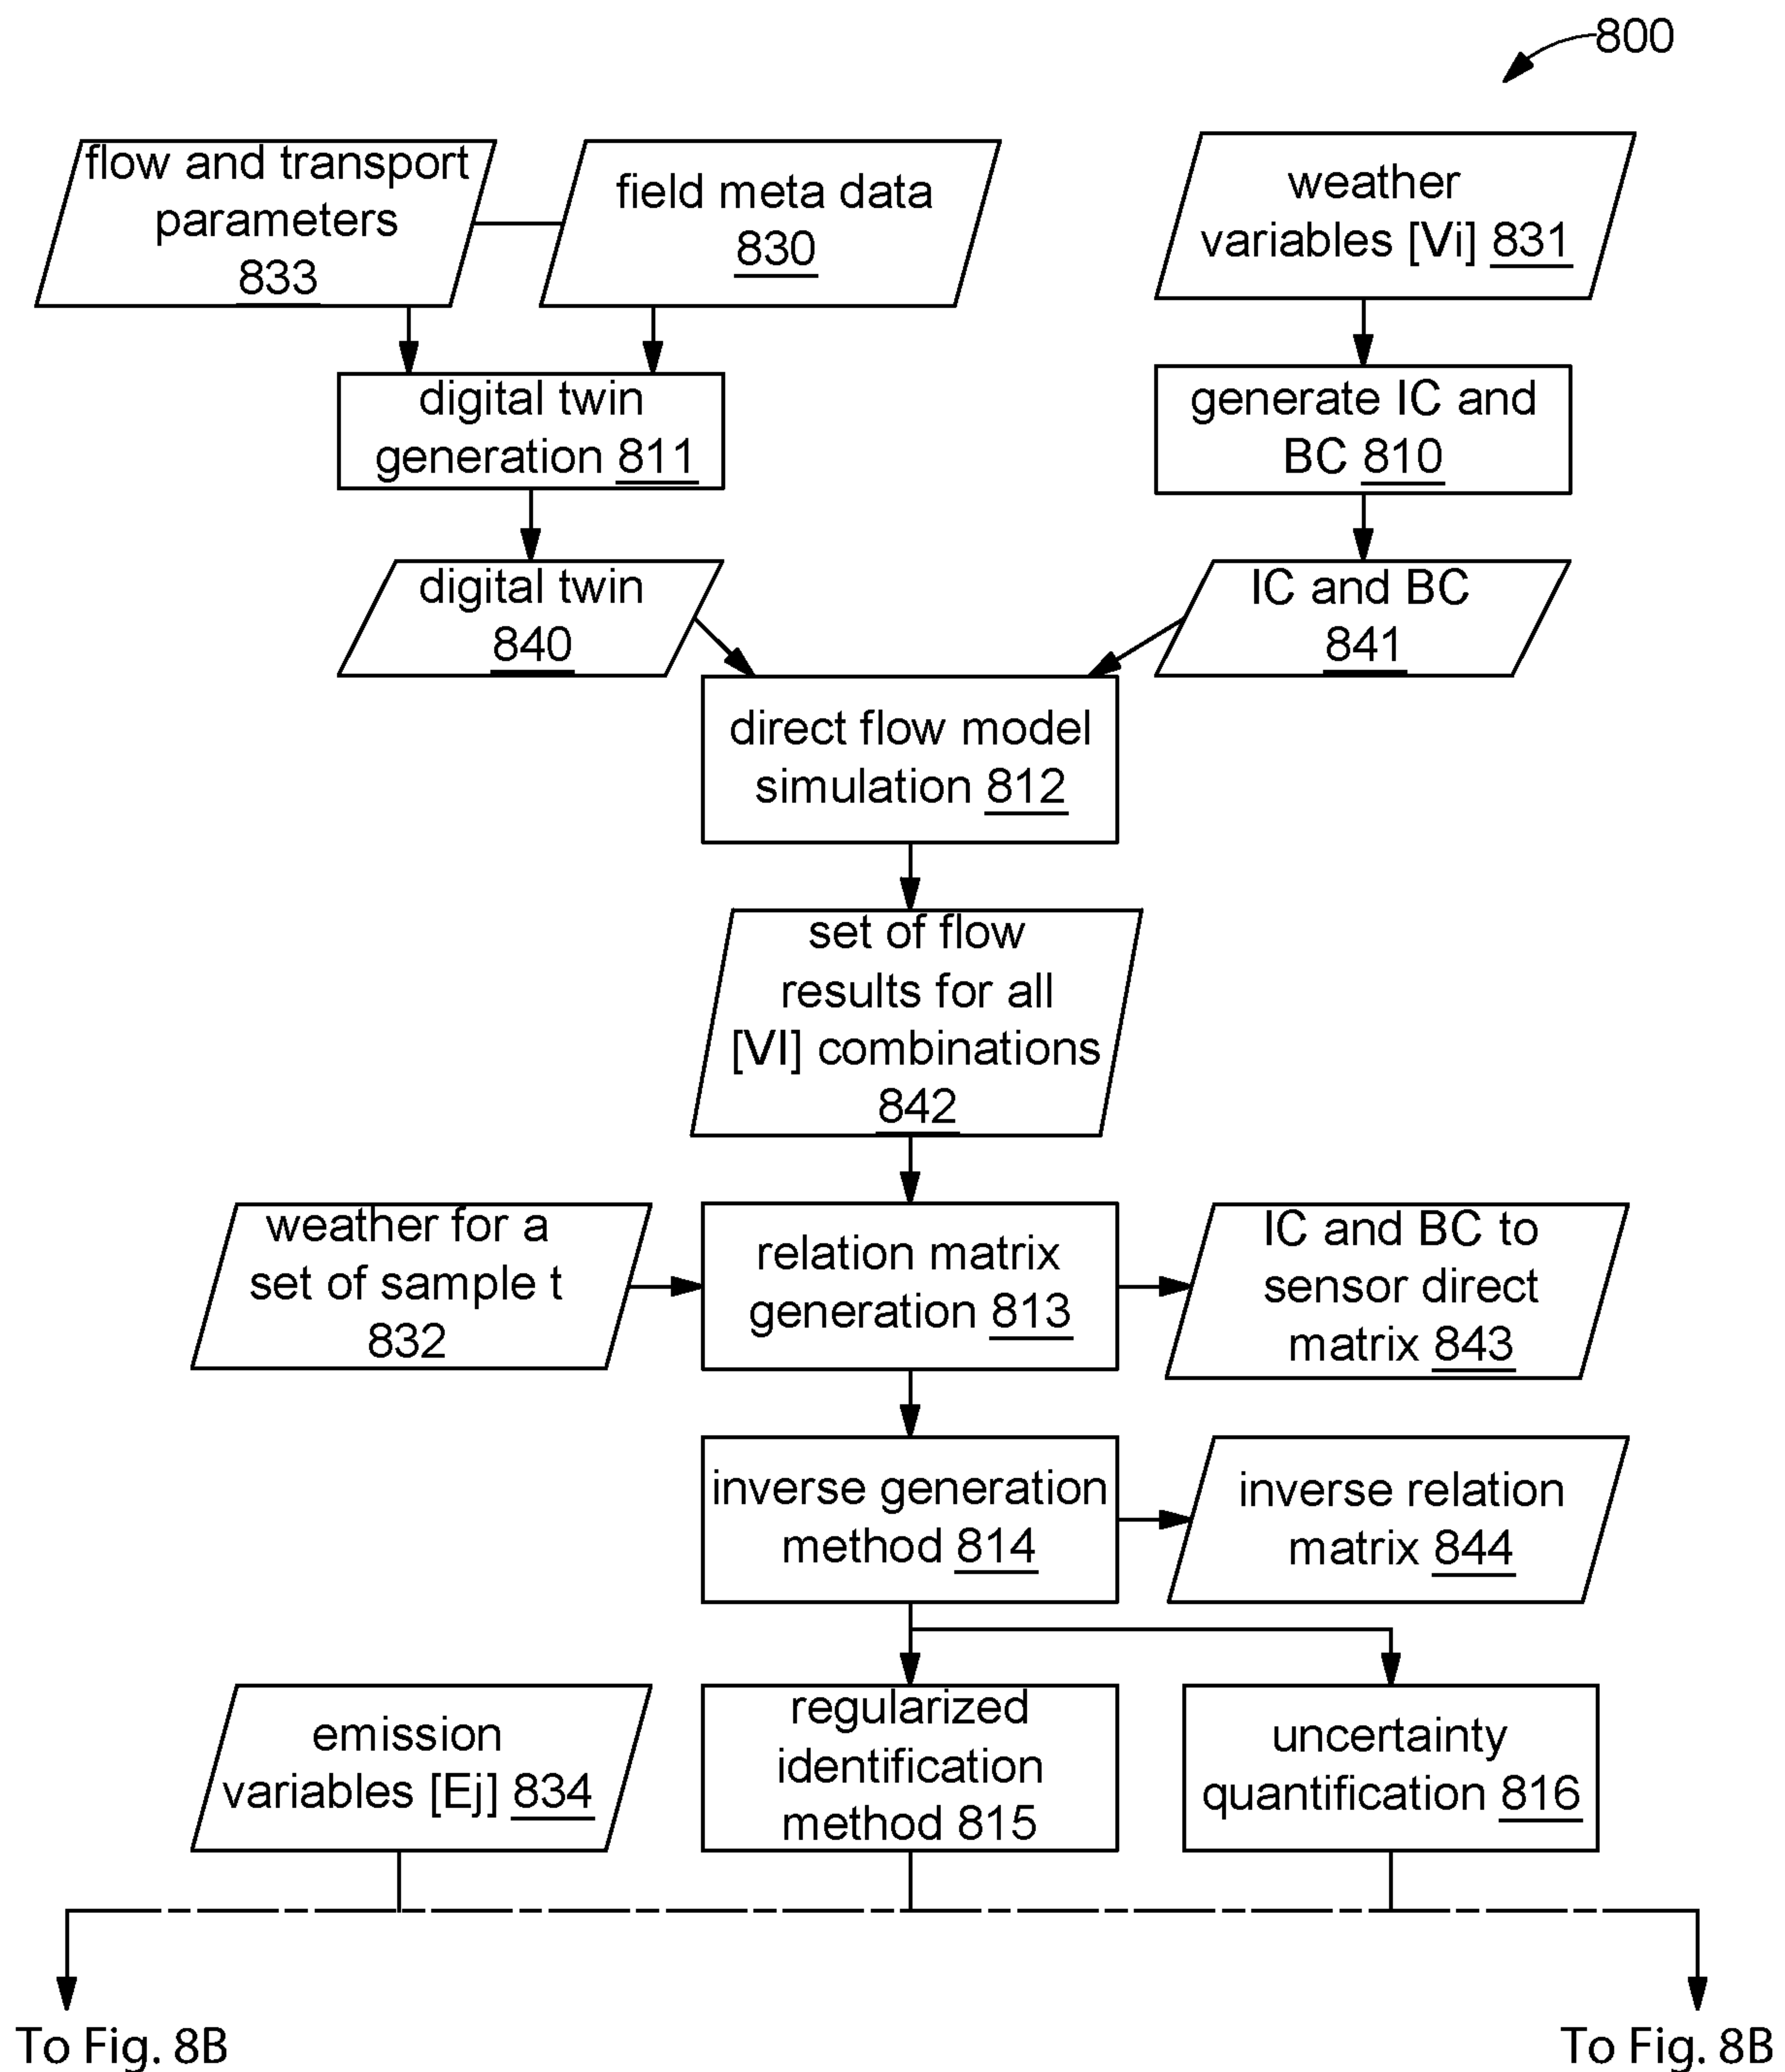 800
flow and transport
parameters
833
field meta data
830
weather
variables [Vi] 831
digital twin
generation 811
generate IC and
BC 810
digital twin
840
IC and BC
841
direct flow model
simulation 812
set of flow
results for all
[VI] combinations
842
weather for a
set of sample t
832
relation matrix
generation 813
IC and BC to
sensor direct
matrix 843
inverse generation
method 814
inverse relation
matrix 844
emission
variables [Ej] 834
regularized
identification
method 815
uncertainty
quantification 816
To Fig. 8B
To Fig. 8B